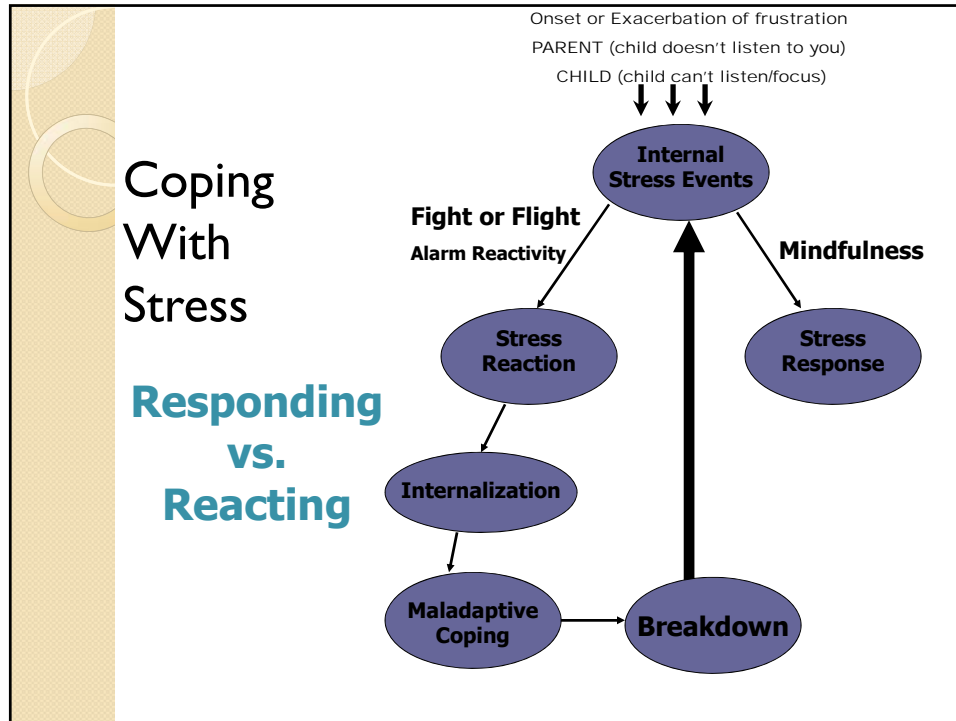 Onset or Exacerbation of frustration
PARENT (child doesn't listen to you)
CHILD (child can't listen/focus)
Coping
With
Stress
Responding
vs.
Reacting
Internal
Stress Events
Fight or Flight
Alarm Reactivity
Mindfulness
Stress
Reaction
Stress
Response
Internalization
Maladaptive
Coping
Breakdown